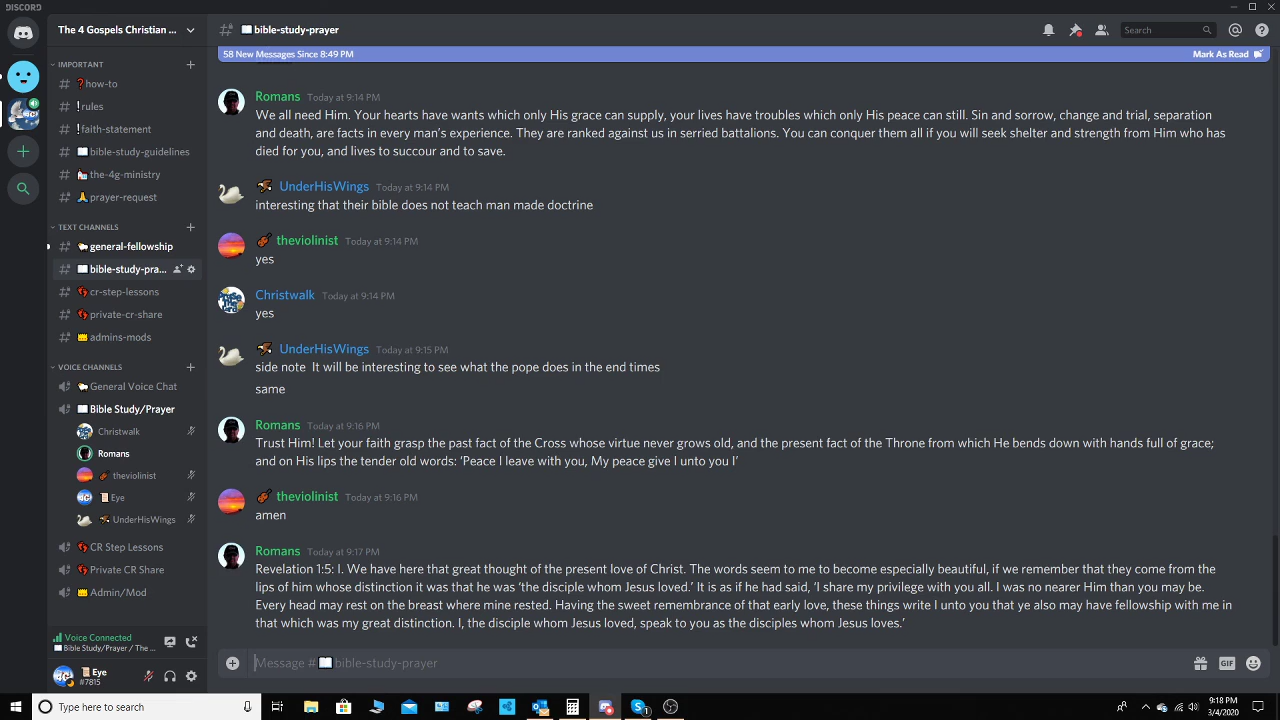 DISCORD
The 4 Gospels Christian ...
IMPORTANT
how-to
rules
faith-statement
bible-study-guidelines
the-4g-ministry
prayer-request
TEXT CHANNELS
general-fellowship
bible-study-pra...
cr-step-lessons
private-cr-share
admins-mods
VOICE CHANNELS
General Voice Chat
Bible Study/Prayer
Christwalk
Romans
theviolinist
Eye
UnderHisWings
CR Step Lessons
Private CR Share
Admin/Mod
Voice Connected
Bible Study/Prayer / The ...
Eye
#7815
bible-study-prayer
Search
58 New Messages Since 8:49 PM
Mark As Read
Romans Today at 9:14 PM
We all need Him. Your hearts have wants which only His grace can supply, your lives have troubles which only His peace can still. Sin and sorrow, change and trial, separation
and death, are facts in every man's experience. They are ranked against us in serried battalions. You can conquer them all if you will seek shelter and strength from Him who has
died for you, and lives to succour and to save.
UnderHisWings Today at 9:14 PM
interesting that their bible does not teach man made doctrine
theviolinist Today at 9:14 PM
yes
Christwalk Today at 9:14 PM
yes
UnderHisWings Today at 9:15 PM
side note It will be interesting to see what the pope does in the end times
same
Romans Today at 9:16 PM
Trust Him! Let your faith grasp the past fact of the Cross whose virtue never grows old, and the present fact of the Throne from which He bends down with hands full of grace;
and on His lips the tender old words: 'Peace I leave with you, My peace give I unto you I'
theviolinist Today at 9:16 PM
amen
Romans Today at 9:17 PM
Revelation 1:5: I. We have here that great thought of the present love of Christ. The words seem to me to become especially beautiful, if we remember that they come from the
lips of him whose distinction it was that he was 'the disciple whom Jesus loved.' It is as if he had said, 'I share my privilege with you all. I was no nearer Him than you may be.
Every head may rest on the breast where mine rested. Having the sweet remembrance of that early love, these things write I unto you that ye also may have fellowship with me in
that which was my great distinction. I, the disciple whom Jesus loved, speak to you as the disciples whom Jesus loves.'
Message # bible-study-prayer
GIF
Type here to search
9:18 PM
3/4/2020